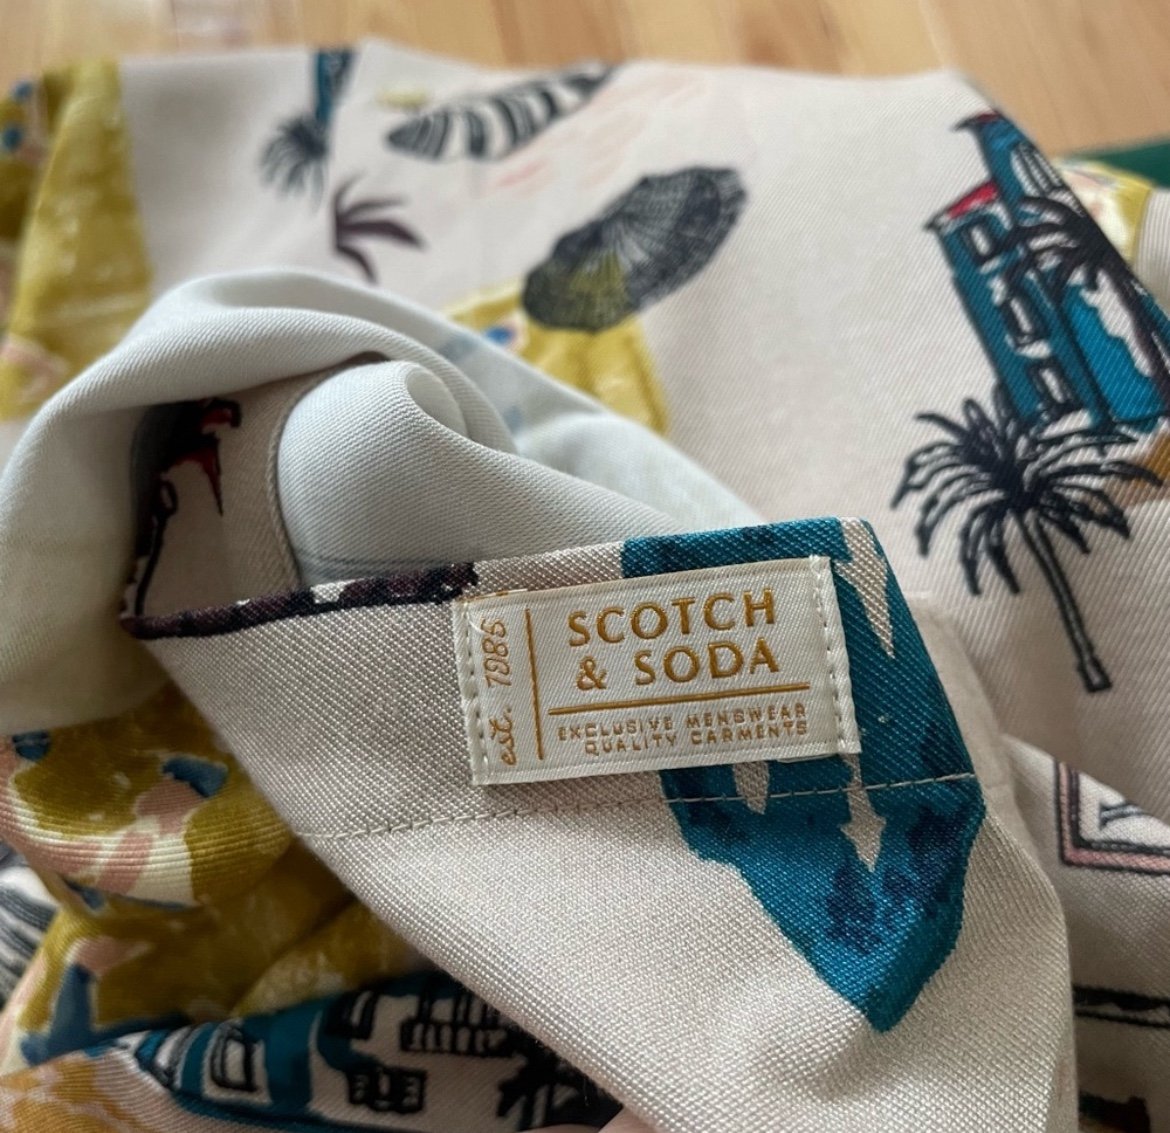 est. 1985
SCOTCH
& SODA
EXCLUSIVE MENSWEAR
QUALITY GARMENTS